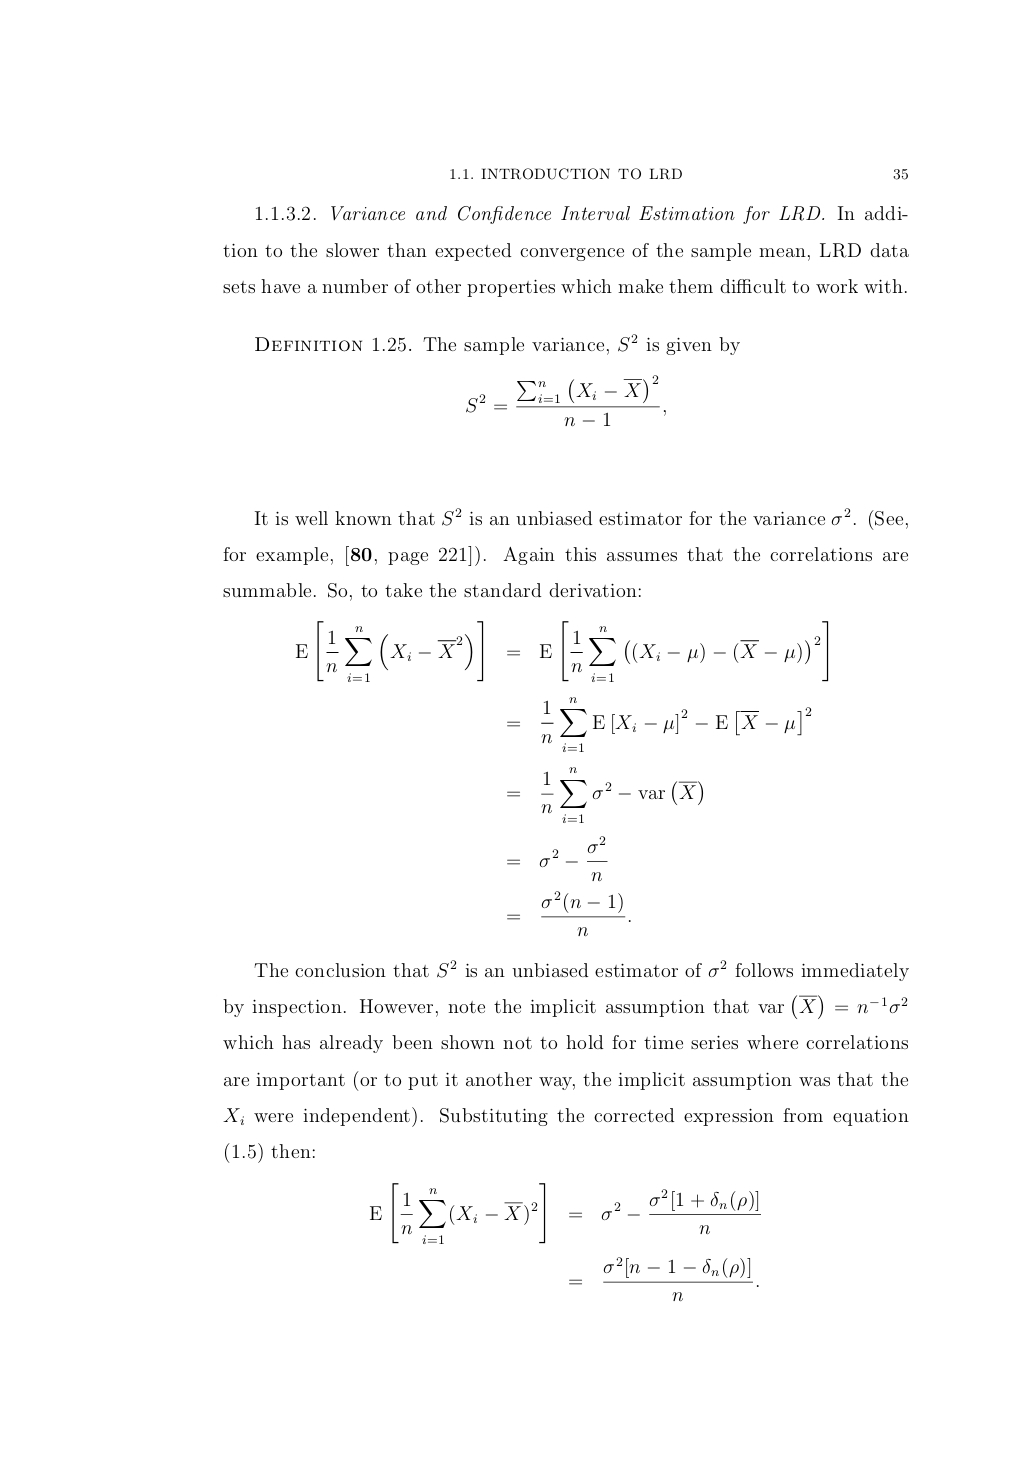 1.1. INTRODUCTION TO LRD 35
1.1.3.2. Variance and Confidence Interval Estimation for LRD. In addi-
tion to the slower than expected convergence of the sample mean, LRD data
sets have a number of other properties which make them difficult to work with.
DEFINITION 1.25. The sample variance, $S^2$ is given by
$S^2 = \frac{\sum_{i=1}^{n} \left(X_i - \overline{X}\right)^2}{n-1},$
It is well known that $S^2$ is an unbiased estimator for the variance $\sigma^2$. (See,
for example, [80, page 221]). Again this assumes that the correlations are
summable. So, to take the standard derivation:
$\mathrm{E}\left[\frac{1}{n}\sum_{i=1}^{n}\left(X_i - \overline{X}^2\right)\right] = \mathrm{E}\left[\frac{1}{n}\sum_{i=1}^{n}\left((X_i - \mu) - (\overline{X} - \mu)\right)^2\right]$
$= \frac{1}{n}\sum_{i=1}^{n}\mathrm{E}\left[X_i - \mu\right]^2 - \mathrm{E}\left[\overline{X} - \mu\right]^2$
$= \frac{1}{n}\sum_{i=1}^{n}\sigma^2 - \mathrm{var}\left(\overline{X}\right)$
$= \sigma^2 - \frac{\sigma^2}{n}$
$= \frac{\sigma^2(n-1)}{n}.$
The conclusion that $S^2$ is an unbiased estimator of $\sigma^2$ follows immediately
by inspection. However, note the implicit assumption that var $\left(\overline{X}\right) = n^{-1}\sigma^2$
which has already been shown not to hold for time series where correlations
are important (or to put it another way, the implicit assumption was that the
$X_i$ were independent). Substituting the corrected expression from equation
(1.5) then:
$\mathrm{E}\left[\frac{1}{n}\sum_{i=1}^{n}(X_i - \overline{X})^2\right] = \sigma^2 - \frac{\sigma^2[1 + \delta_n(\rho)]}{n}$
$= \frac{\sigma^2[n - 1 - \delta_n(\rho)]}{n}.$